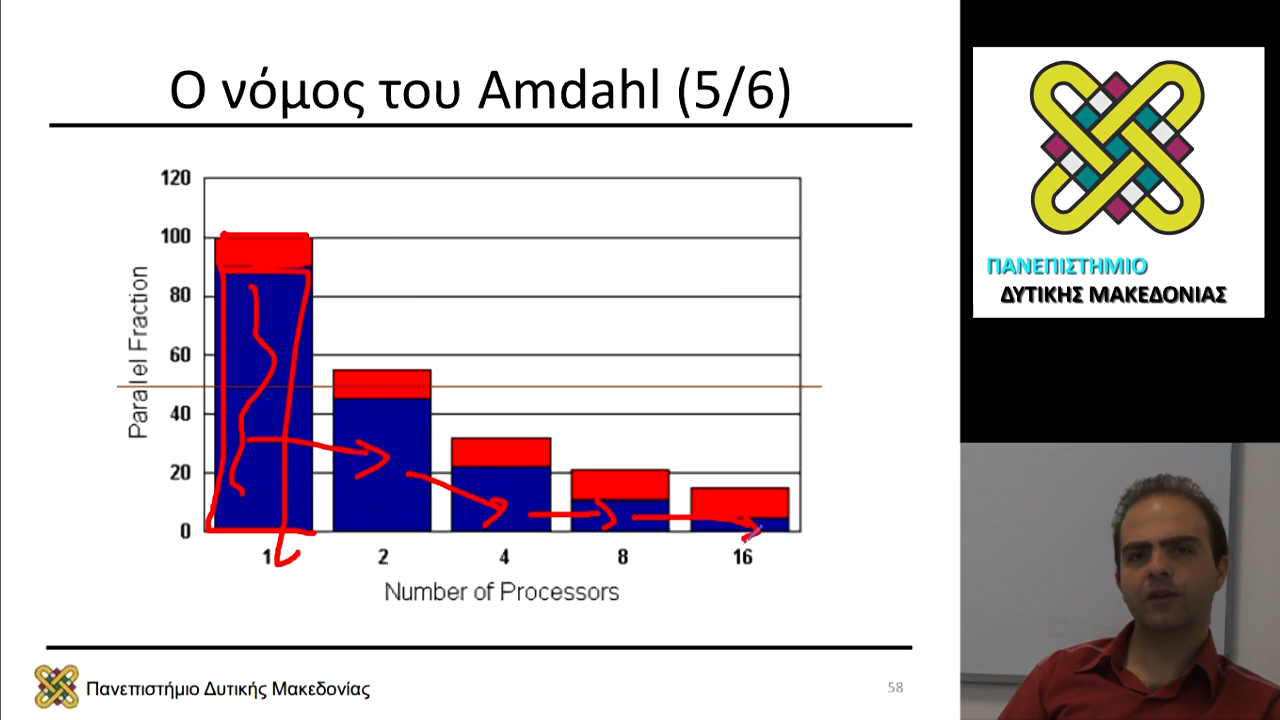 Ο νόμος του Amdahl (5/6)
120
100
80
60
40
20
0
Parallel Fraction
1
2
4
8
16
Number of Processors
Πανεπιστήμιο Δυτικής Μακεδονίας
58
ΠΑΝΕΠΙΣΤΗΜΙΟ
ΔΥΤΙΚΗΣ ΜΑΚΕΔΟΝΙΑΣ